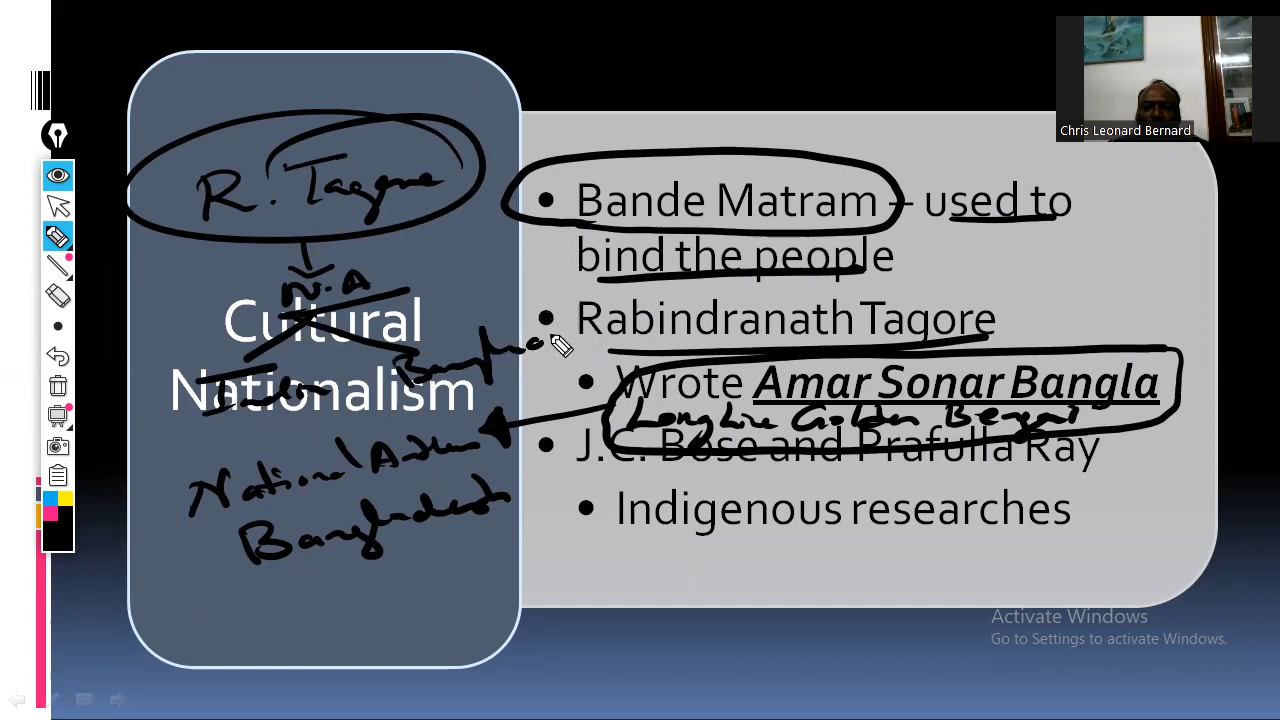 Chris Leonard Bernard
R. Tagore
N.A
Cultural
Nationalism
India
National Anthem
Bangladesh
• Bande Matram – used to
bind the people
• Rabindranath Tagore
• Wrote Amar Sonar Bangla
Long Live Golden Bengal
• J.C. Bose and Prafulla Ray
• Indigenous researches
Activate Windows
Go to Settings to activate Windows.